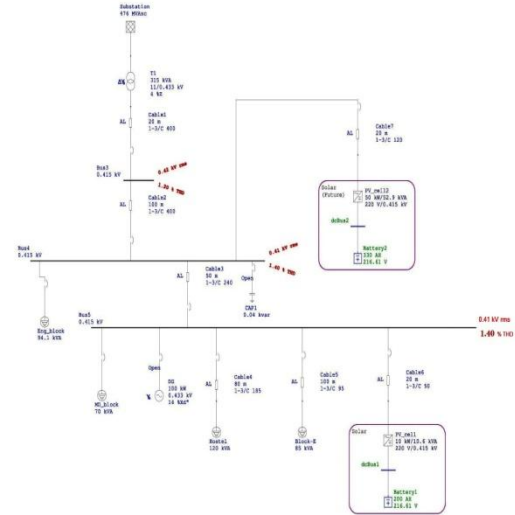 Substation
476 MVAsc
T1
315 kVA
11/0.433 kV
4 %Z
Cable1
20 m
AL
1-3/C 400
Bus3
0.415 kV
0.42 kV rms
1.30 % THD
Cable2
100 m
AL
1-3/C 400
Cable7
20 m
AL
1-3/C 120
Solar
(Future)
PV_cell2
50 kW/52.9 kVA
220 V/0.415 kV
dcBus2
Battery2
330 AH
216.61 V
Bus4
0.415 kV
0.41 kV rms
1.40 % THD
Cable3
50 m
AL
1-3/C 240
Open
CAP1
0.04 kvar
Eng_block
94.1 kVA
Bus5
0.415 kV
0.41 kV rms
1.40 % THD
MD_block
70 kVA
Open
100 kW
0.433 kV
14 %Xd"
Cable4
80 m
AL
1-3/C 185
Hostel
120 kVA
Cable5
100 m
AL
1-3/C 95
Block-E
85 kVA
Cable6
20 m
AL
1-3/C 50
Solar
PV_cell1
10 kW/10.6 kVA
220 V/0.415 kV
dcBus1
Battery1
200 AH
216.61 V